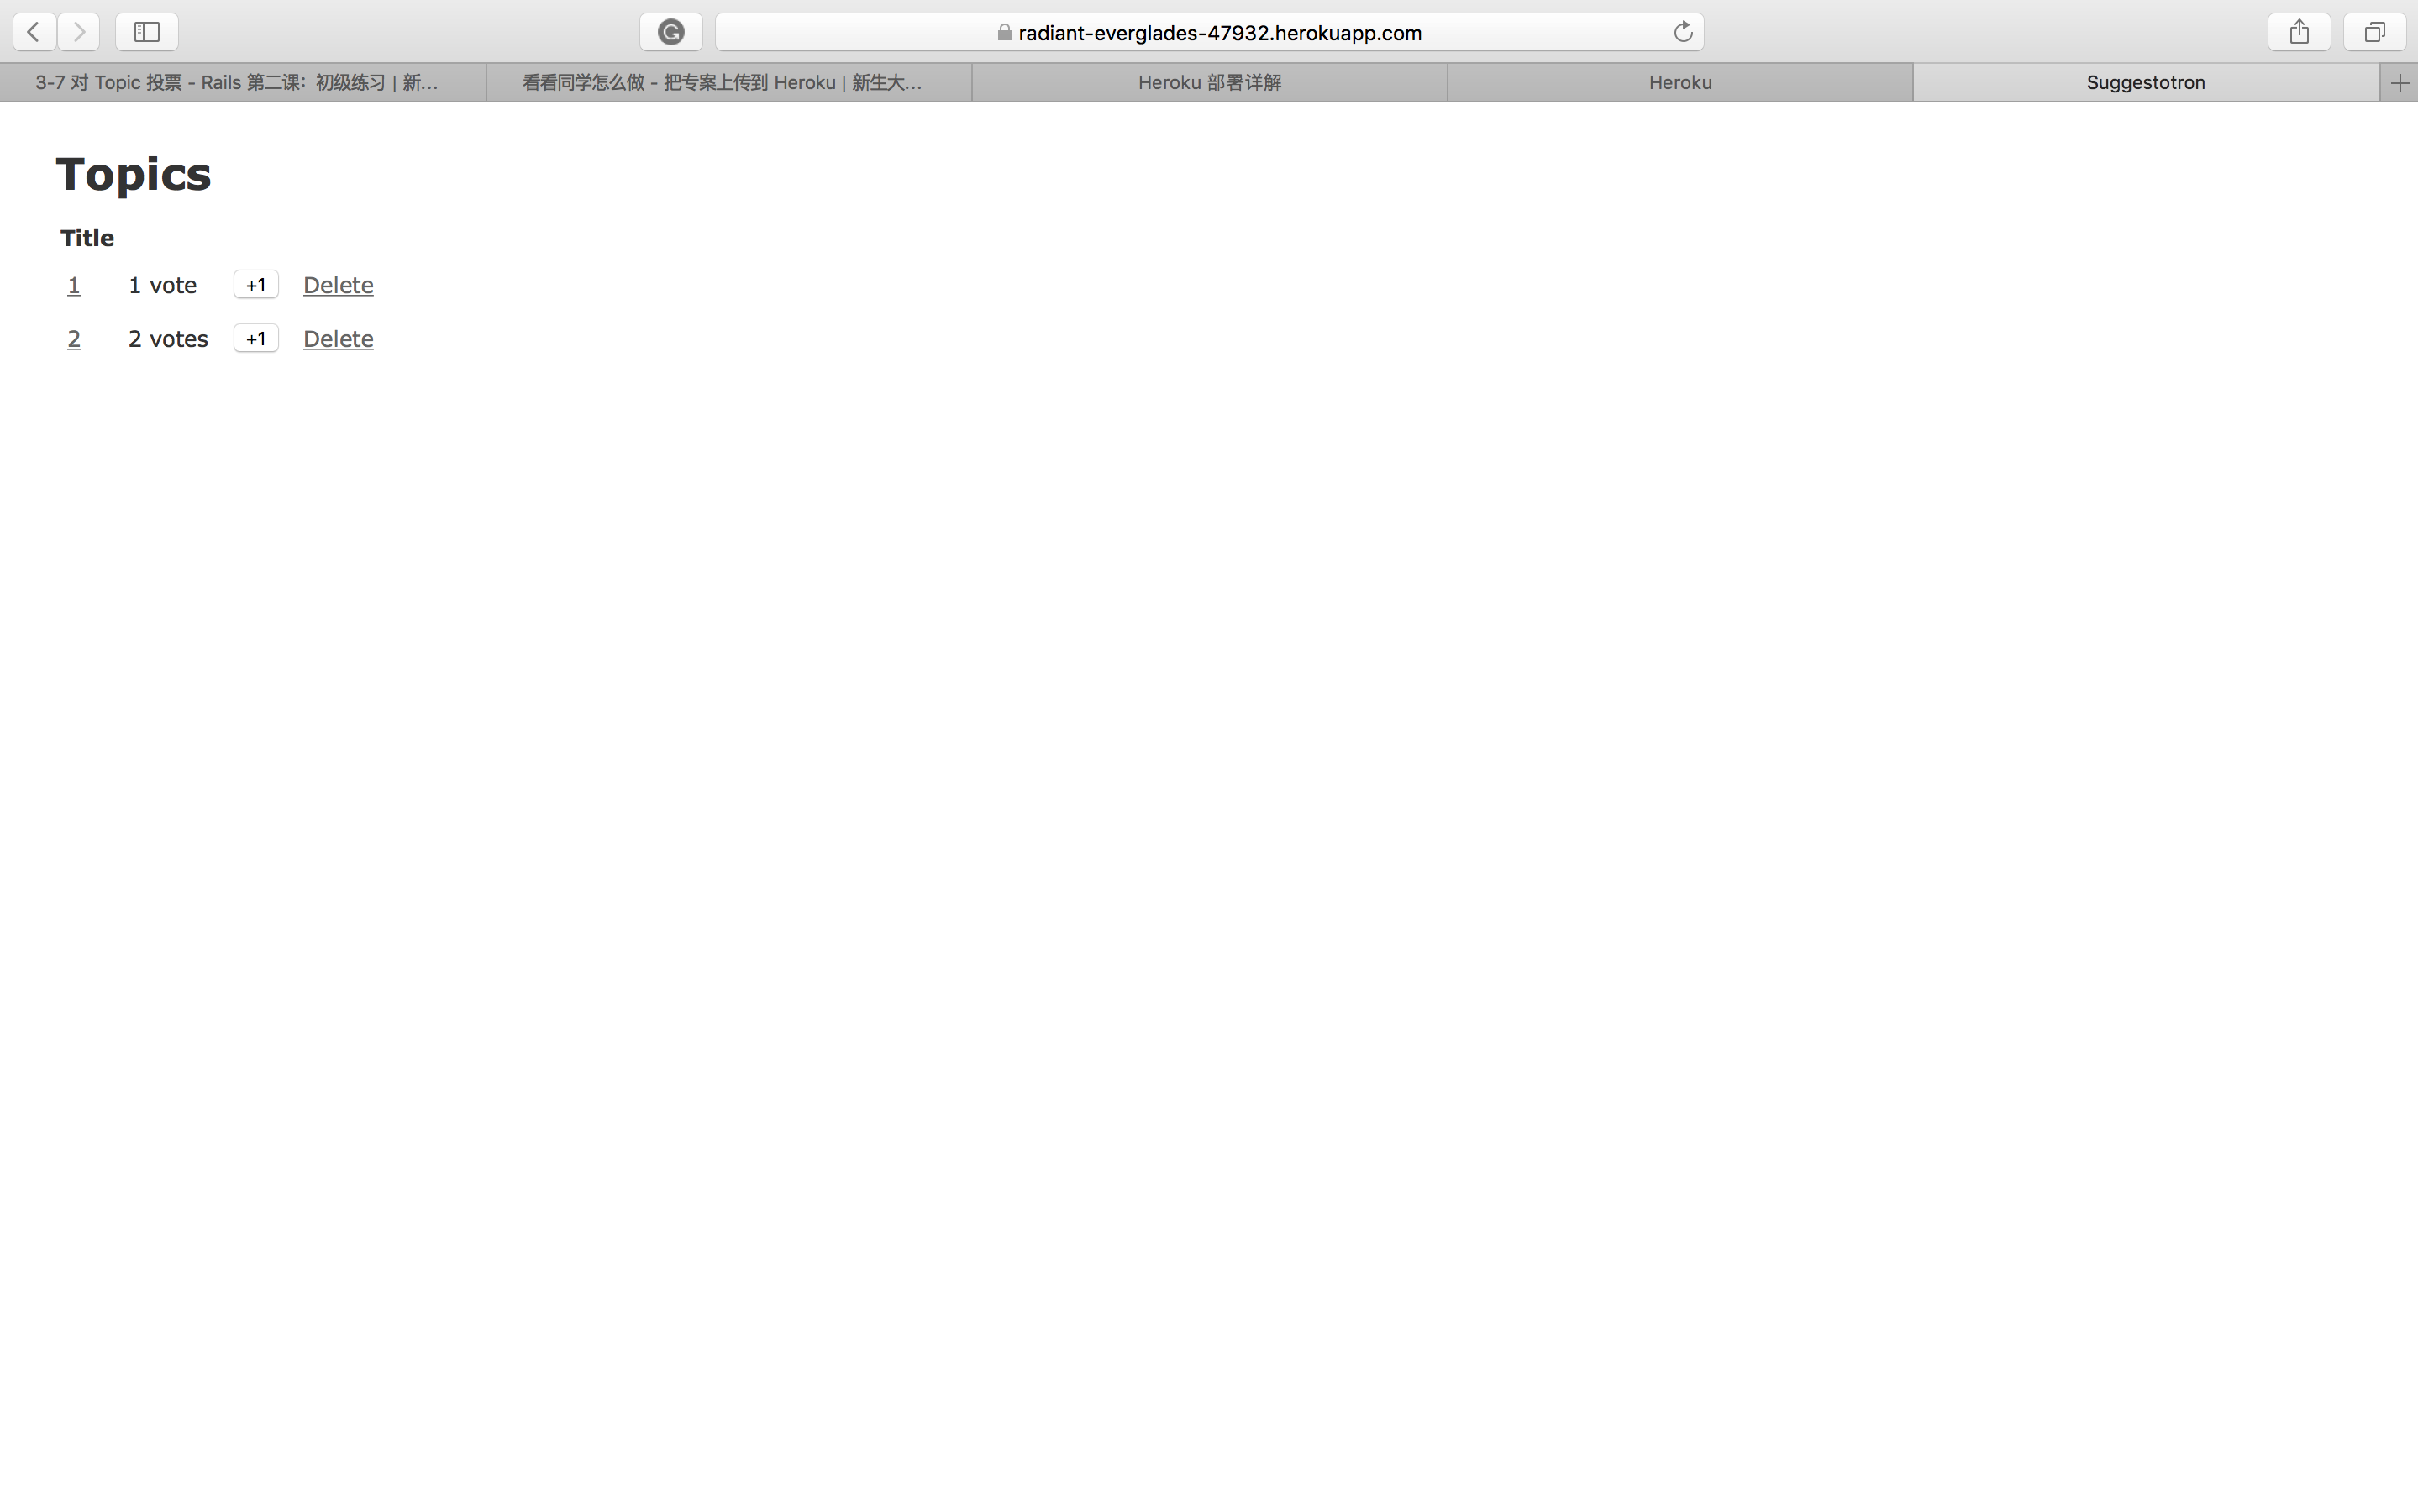 radiant-everglades-47932.herokuapp.com
3-7 对 Topic 投票 - Rails 第二课：初级练习 | 新...
看看同学怎么做 - 把专案上传到 Heroku | 新生大...
Heroku 部署详解
Heroku
Suggestotron
Topics
Title
1 1 vote +1 Delete
2 2 votes +1 Delete